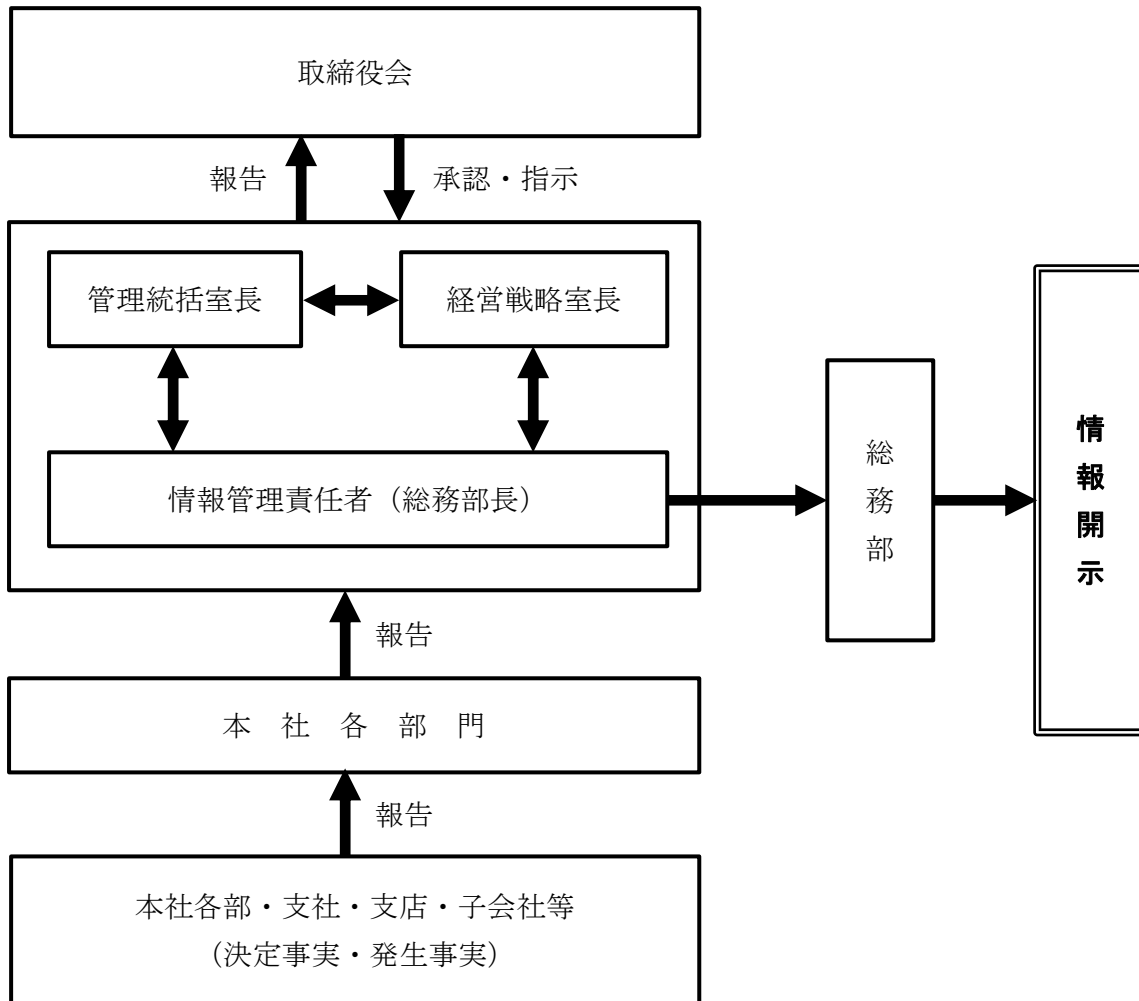 取締役会
報告
承認・指示
管理統括室長
経営戦略室長
情報管理責任者（総務部長）
総務部
情報開示
報告
本社各部門
報告
本社各部・支社・支店・子会社等
（決定事実・発生事実）